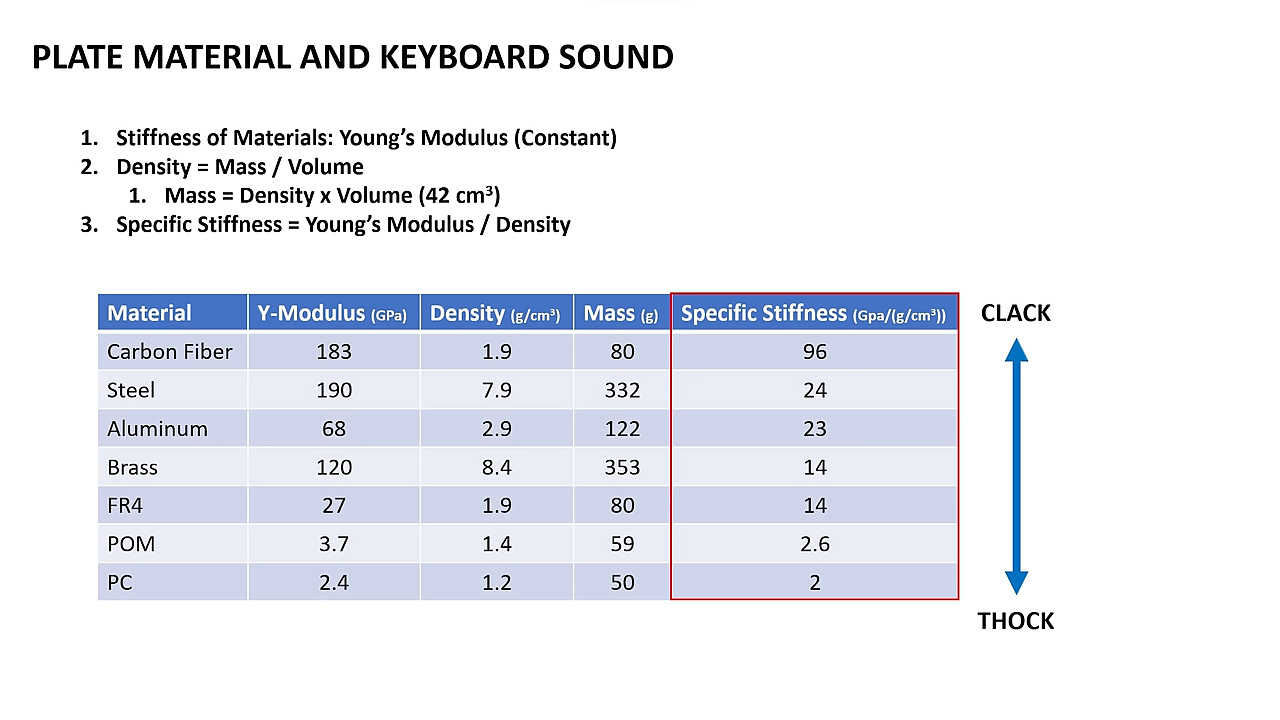 PLATE MATERIAL AND KEYBOARD SOUND
1. Stiffness of Materials: Young’s Modulus (Constant)
2. Density = Mass / Volume
1. Mass = Density x Volume (42 cm³)
3. Specific Stiffness = Young’s Modulus / Density
Material Y-Modulus (GPa) Density (g/cm³) Mass (g) Specific Stiffness (Gpa/(g/cm³)) CLACK
Carbon Fiber 183 1.9 80 96
Steel 190 7.9 332 24
Aluminum 68 2.9 122 23
Brass 120 8.4 353 14
FR4 27 1.9 80 14
POM 3.7 1.4 59 2.6
PC 2.4 1.2 50 2
THOCK